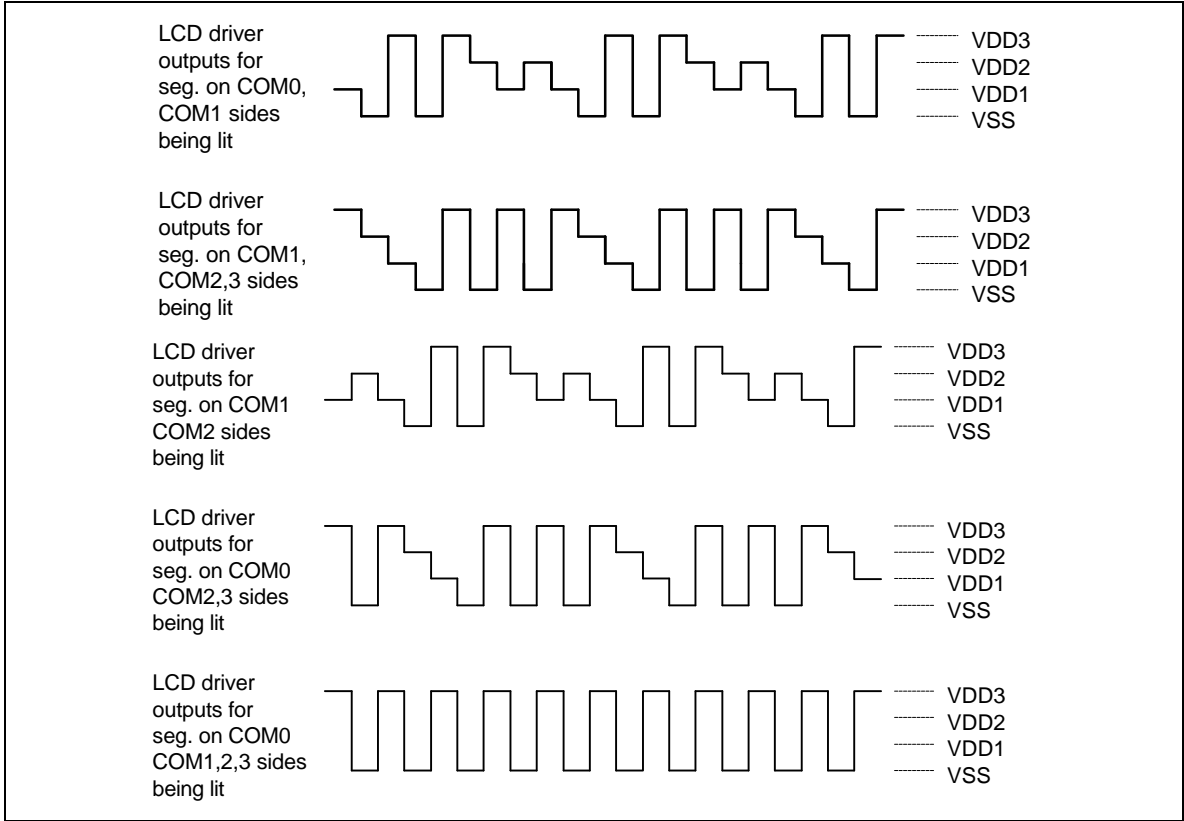 LCD driver
outputs for
seg. on COM0,
COM1 sides
being lit
VDD3
VDD2
VDD1
VSS
LCD driver
outputs for
seg. on COM1,
COM2,3 sides
being lit
VDD3
VDD2
VDD1
VSS
LCD driver
outputs for
seg. on COM1
COM2 sides
being lit
VDD3
VDD2
VDD1
VSS
LCD driver
outputs for
seg. on COM0
COM2,3 sides
being lit
VDD3
VDD2
VDD1
VSS
LCD driver
outputs for
seg. on COM0
COM1,2,3 sides
being lit
VDD3
VDD2
VDD1
VSS